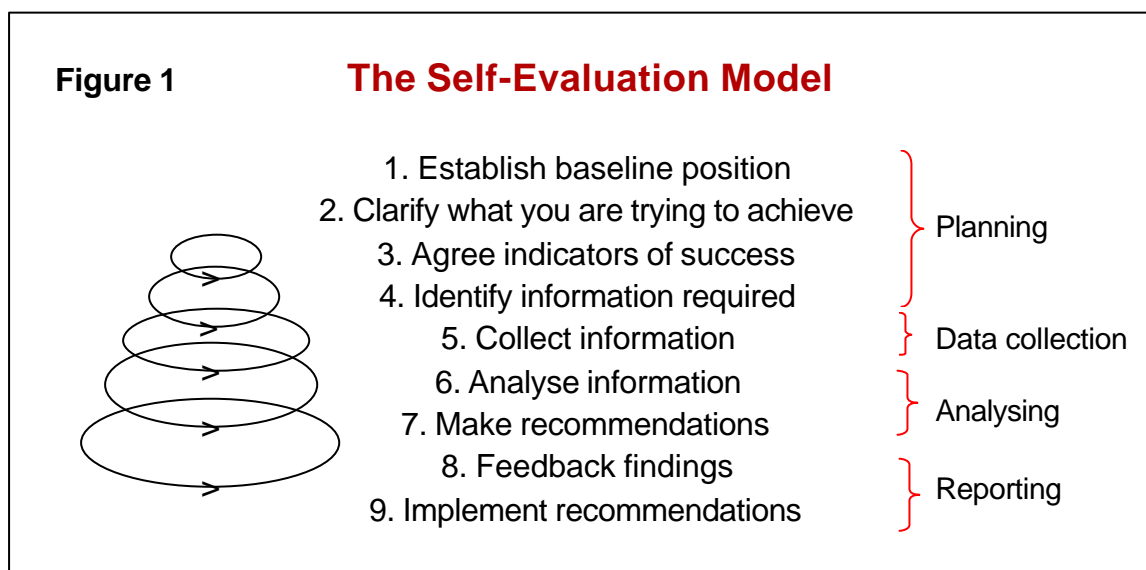 Figure 1
The Self-Evaluation Model
1. Establish baseline position
2. Clarify what you are trying to achieve
Planning
3. Agree indicators of success
4. Identify information required
5. Collect information
Data collection
6. Analyse information
Analysing
7. Make recommendations
8. Feedback findings
Reporting
9. Implement recommendations